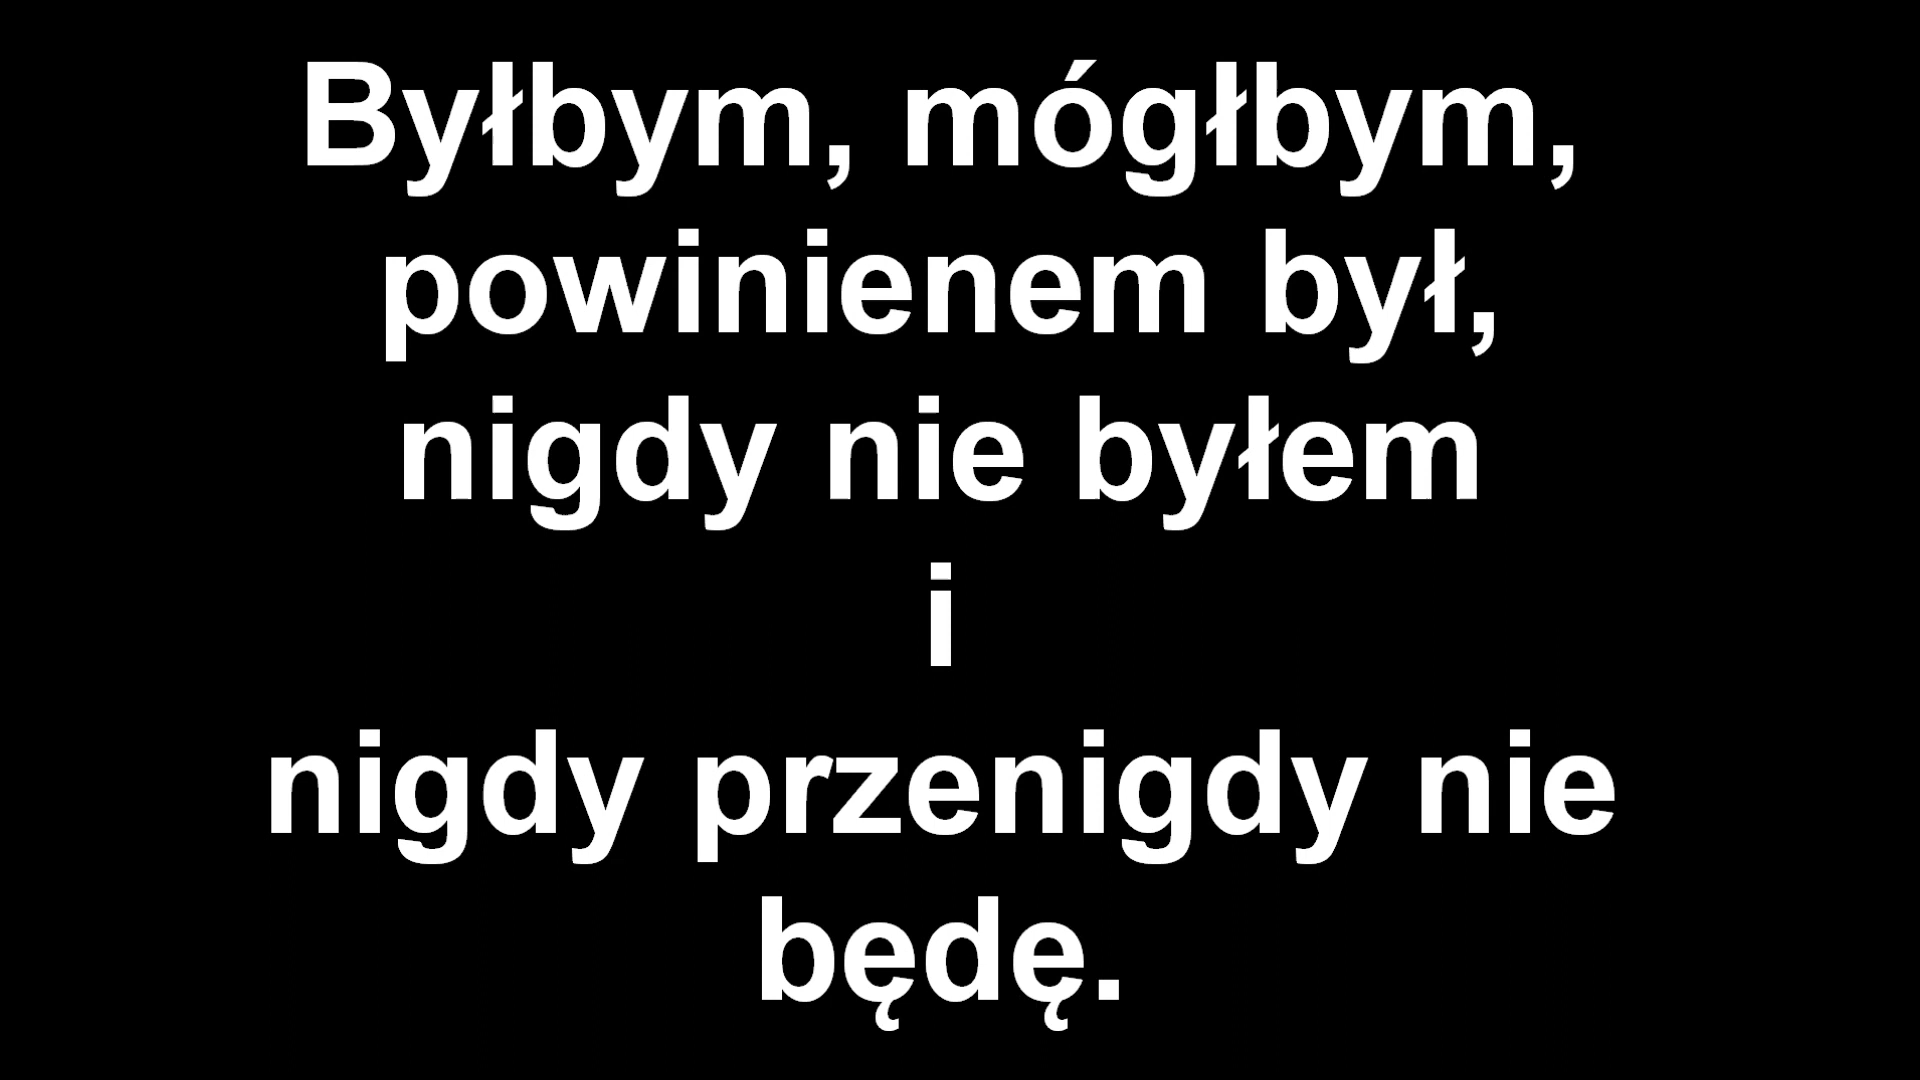 Byłbym, mógłbym,
powinienem był,
nigdy nie byłem
i
nigdy przenigdy nie
będę.